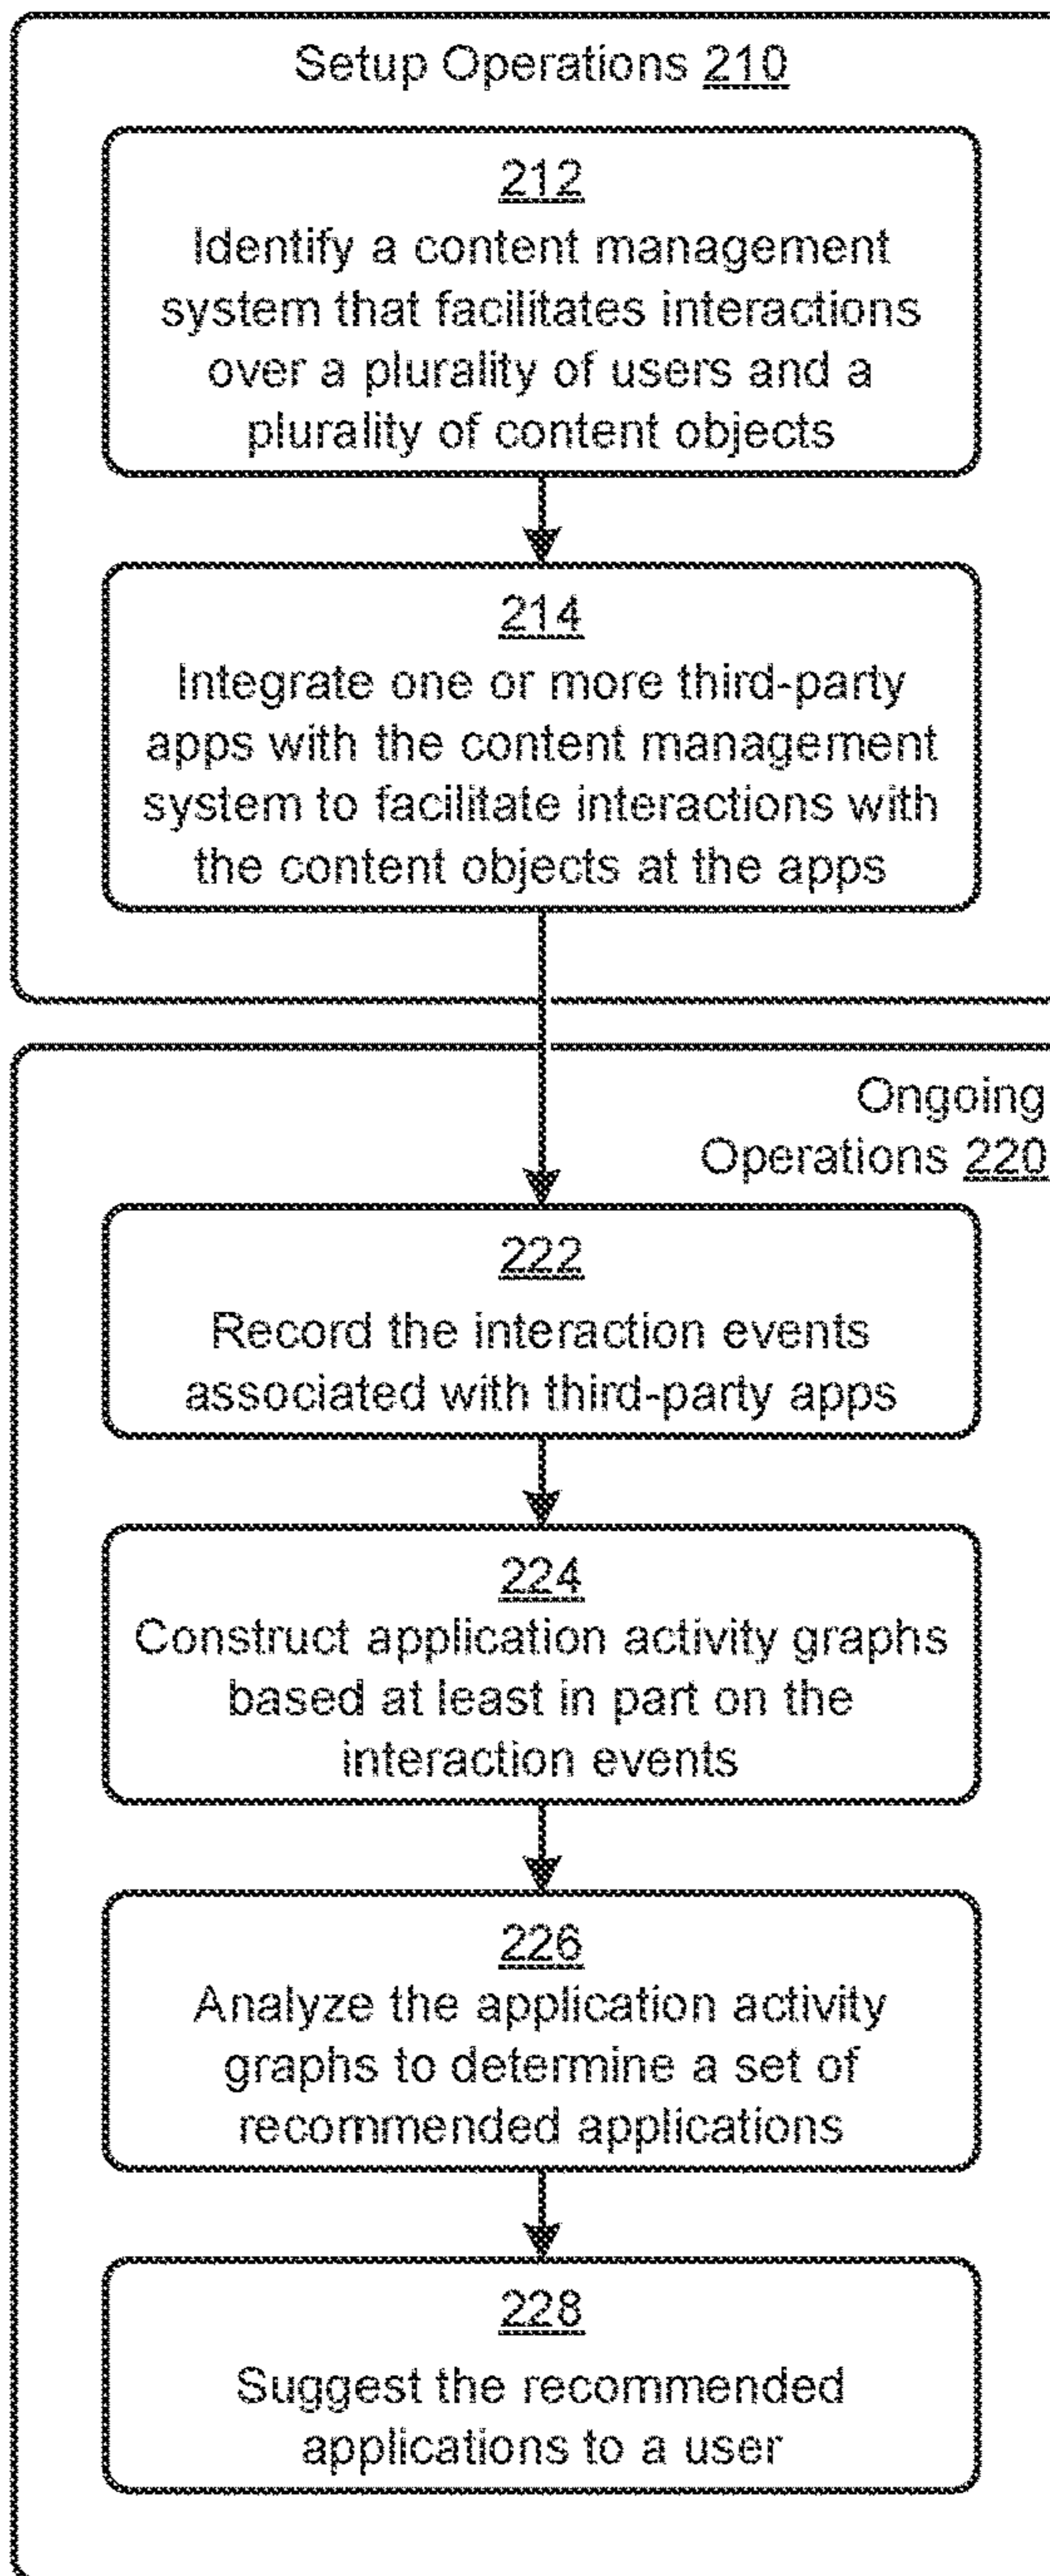 Setup Operations 210
212
Identify a content management
system that facilitates interactions
over a plurality of users and a
plurality of content objects
214
Integrate one or more third-party
apps with the content management
system to facilitate interactions with
the content objects at the apps
Ongoing
Operations 220
222
Record the interaction events
associated with third-party apps
224
Construct application activity graphs
based at least in part on the
interaction events
226
Analyze the application activity
graphs to determine a set of
recommended applications
228
Suggest the recommended
applications to a user